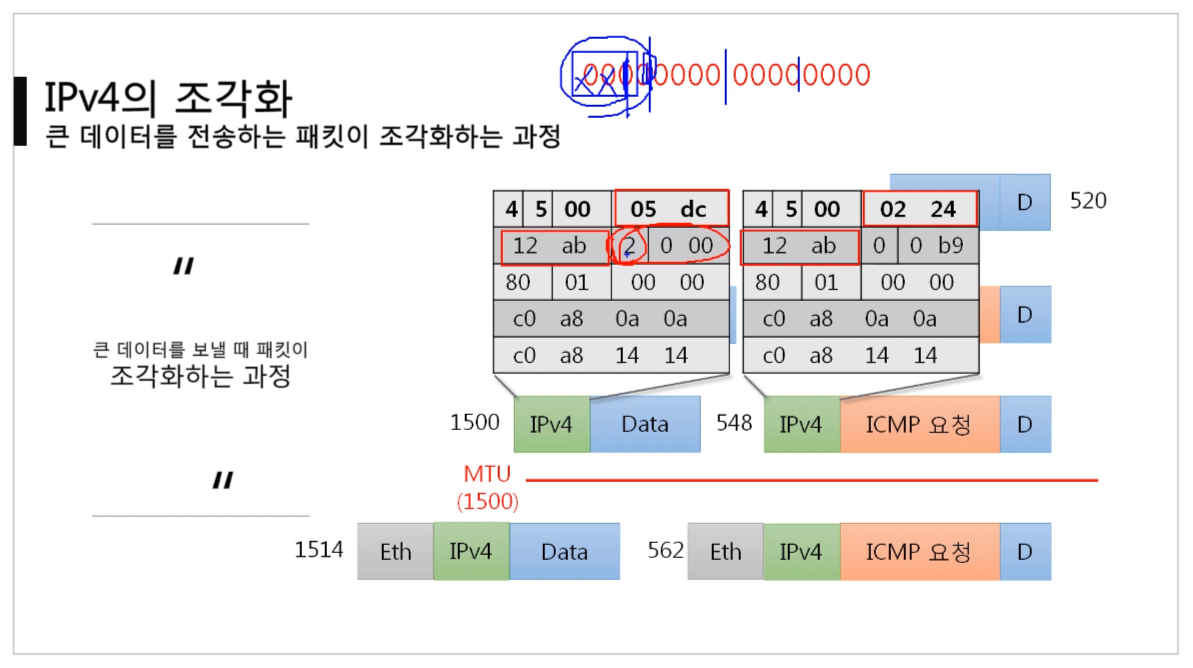 0000 0000 0000 0000
IPv4의 조각화
큰 데이터를 전송하는 패킷이 조각화하는 과정
"
큰 데이터를 보낼 때 패킷이
조각화하는 과정
"
D 520
D
4 5 00 05 dc
12 ab 2 0 00
80 01 00 00
c0 a8 0a 0a
c0 a8 14 14
4 5 00 02 24
12 ab 0 0 b9
80 01 00 00
c0 a8 0a 0a
c0 a8 14 14
1500 IPv4 Data
548 IPv4 ICMP 요청 D
MTU
(1500)
1514 Eth IPv4 Data
562 Eth IPv4 ICMP 요청 D